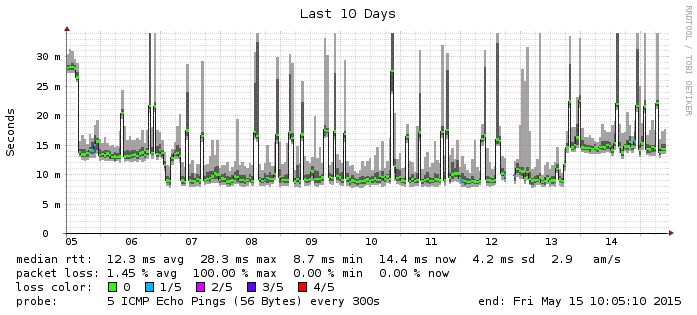 Last 10 Days
RRDTOOL / TOBI OETIKER
Seconds
30 m
25 m
20 m
15 m
10 m
5 m
0
05 06 07 08 09 10 11 12 13 14
median rtt: 12.3 ms avg 28.3 ms max 8.7 ms min 14.4 ms now 4.2 ms sd 2.9 am/s
packet loss: 1.45 % avg 100.00 % max 0.00 % min 0.00 % now
loss color: 0 1/5 2/5 3/5 4/5
probe: 5 ICMP Echo Pings (56 Bytes) every 300s end: Fri May 15 10:05:10 2015